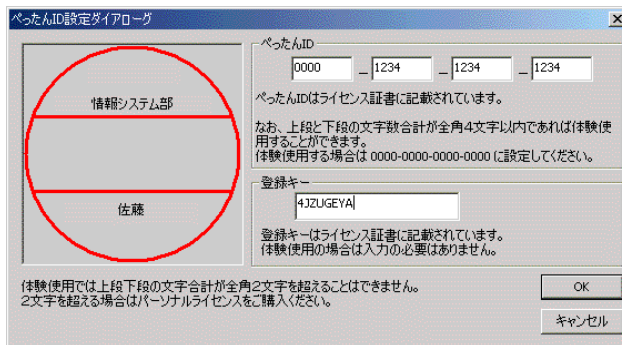 ぺったんID設定ダイアローグ
情報システム部
佐藤
ぺったんID
0000 - 1234 - 1234 - 1234
ぺったんIDはライセンス証書に記載されています。
なお、上段と下段の文字数合計が全角4文字以内であれば体験使
用することができます。
体験使用する場合は 0000-0000-0000-0000 に設定してください。
登録キー
4JZUGEYA
登録キーはライセンス証書に記載されています。
体験使用の場合は入力の必要はありません。
体験使用では上段下段の文字合計が全角2文字を超えることはできません。
2文字を超える場合はパーソナルライセンスをご購入ください。
OK
キャンセル